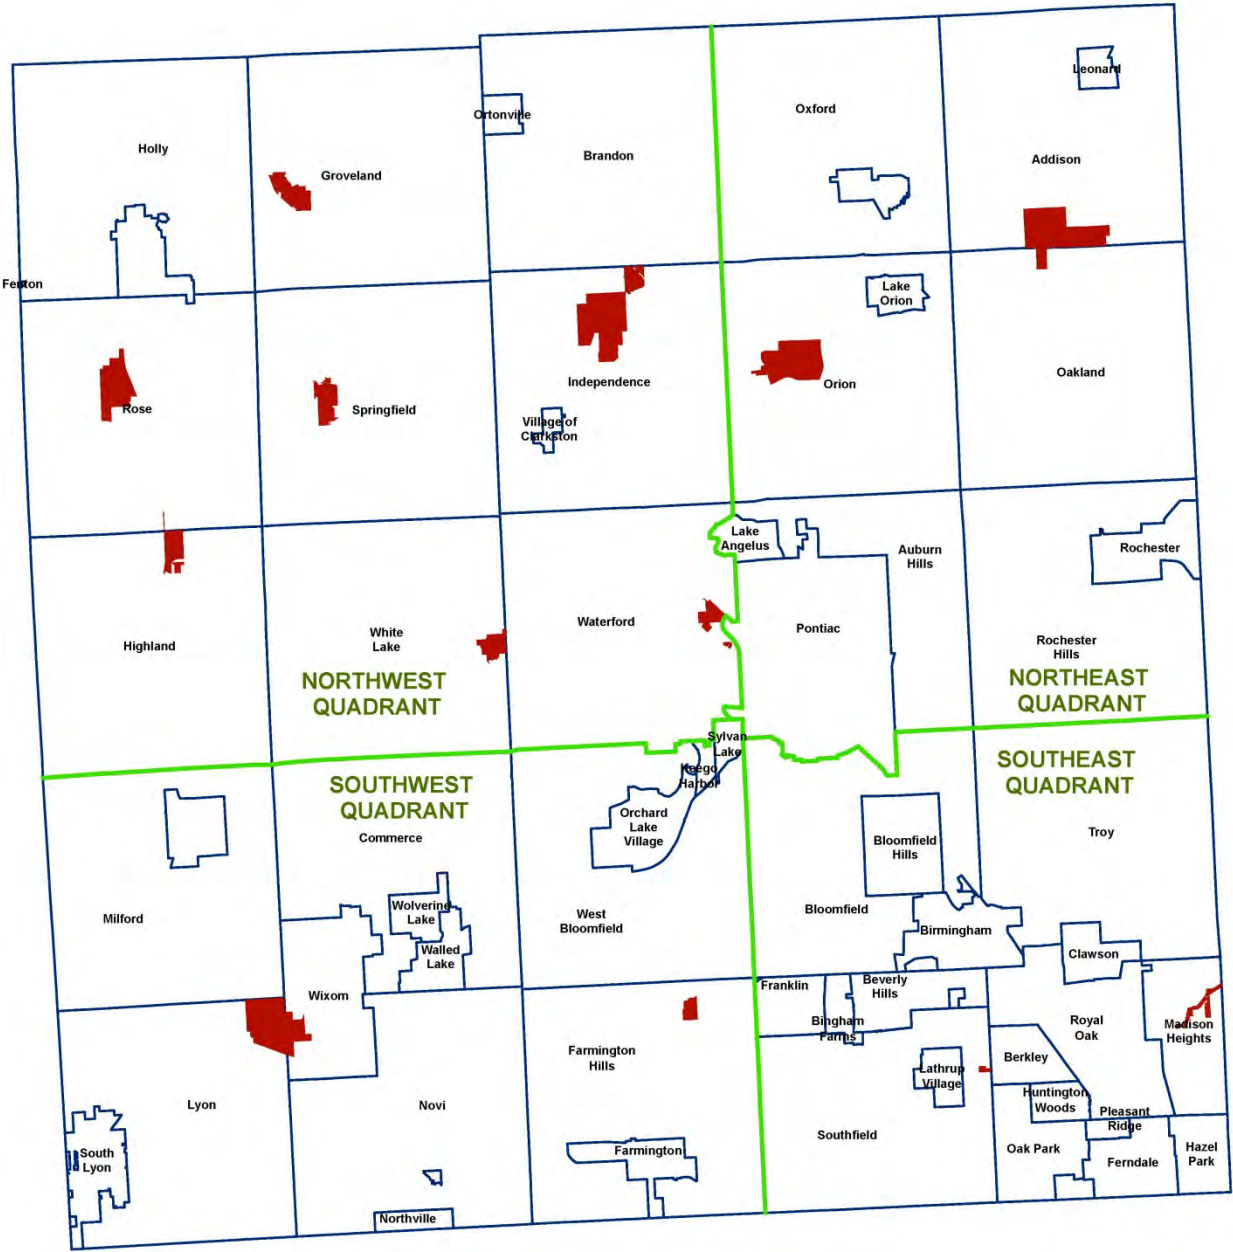 Leonard
Oxford
Ortonville
Holly
Brandon
Addison
Groveland
Fenton
Lake
Orion
Oakland
Independence
Orion
Rose
Springfield
Village of
Clarkston
Lake
Angelus
Auburn
Hills
Rochester
Waterford
Pontiac
White
Lake
Highland
Rochester
Hills
NORTHWEST
QUADRANT
NORTHEAST
QUADRANT
Sylvan
Lake
Keego
Harbor
SOUTHWEST
QUADRANT
SOUTHEAST
QUADRANT
Orchard
Lake
Village
Commerce
Bloomfield
Hills
Troy
Wolverine
Lake
Milford
West
Bloomfield
Bloomfield
Birmingham
Walled
Lake
Clawson
Wixom
Franklin
Beverly
Hills
Bingham
Farms
Royal
Oak
Madison
Heights
Farmington
Hills
Berkley
Lathrup
Village
Huntington
Woods
Lyon
Novi
Pleasant
Ridge
Southfield
South
Lyon
Farmington
Oak Park
Ferndale
Hazel
Park
Northville